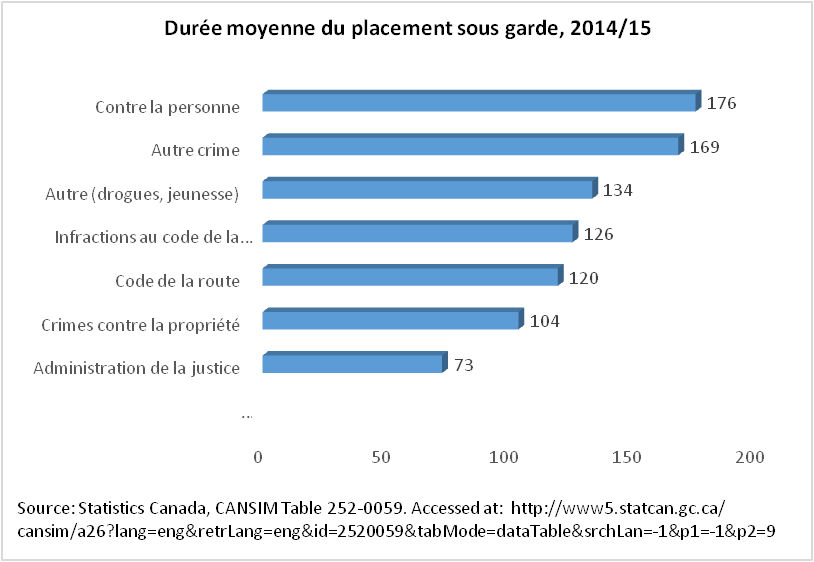 Durée moyenne du placement sous garde, 2014/15
Contre la personne 176
Autre crime 169
Autre (drogues, jeunesse) 134
Infractions au code de la... 126
Code de la route 120
Crimes contre la propriété 104
Administration de la justice 73
...
0 50 100 150 200
Source: Statistics Canada, CANSIM Table 252-0059. Accessed at: http://www5.statcan.gc.ca/
cansim/a26?lang=eng&retrLang=eng&id=2520059&tabMode=dataTable&srchLan=-1&p1=-1&p2=9